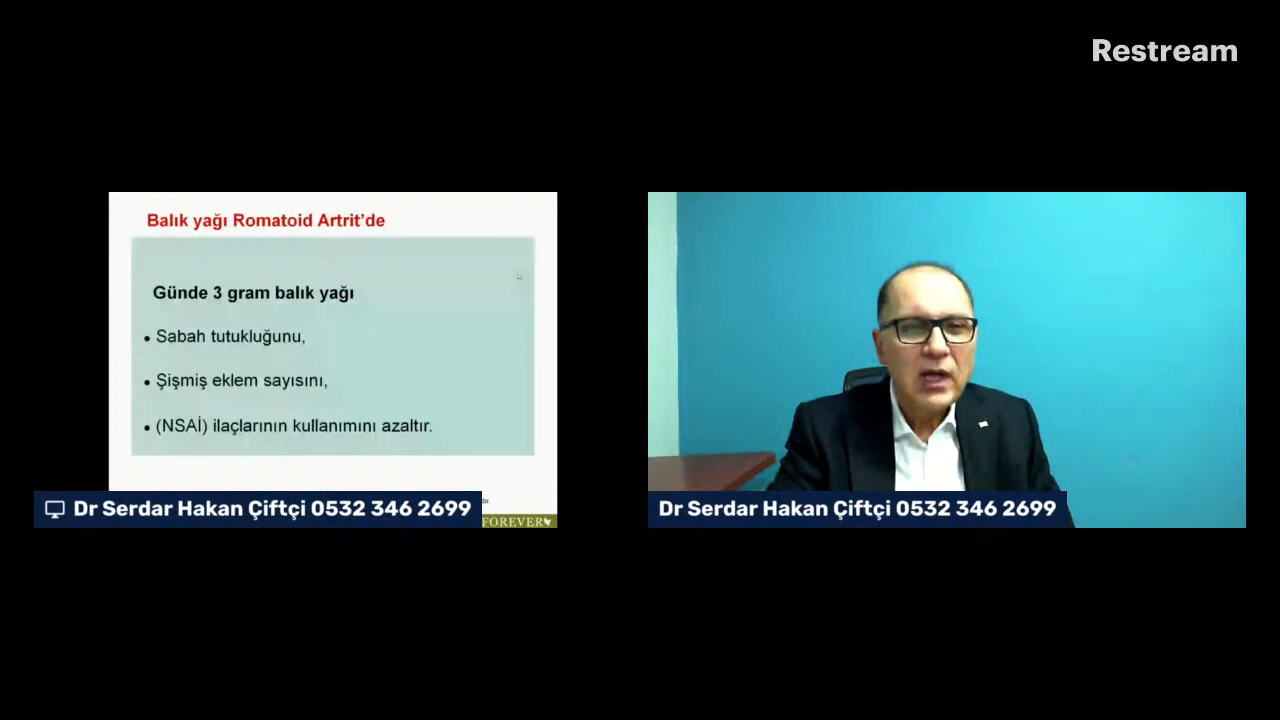 Restream
Balık yağı Romatoid Artrit'de
Günde 3 gram balık yağı
• Sabah tutukluğunu,
• Şişmiş eklem sayısını,
• (NSAİ) ilaçlarının kullanımını azaltır.
Dr Serdar Hakan Çiftçi 0532 346 2699
FOREVER
Dr Serdar Hakan Çiftçi 0532 346 2699